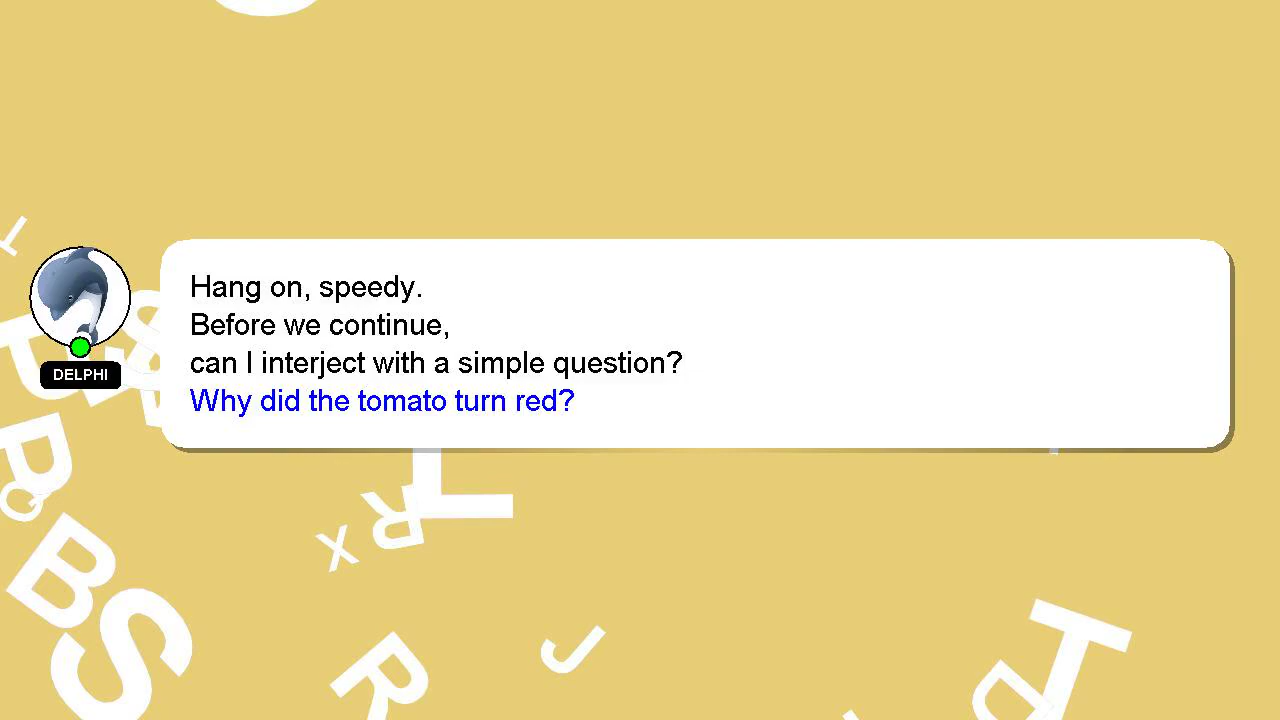 DELPHI
Hang on, speedy.
Before we continue,
can I interject with a simple question?
Why did the tomato turn red?